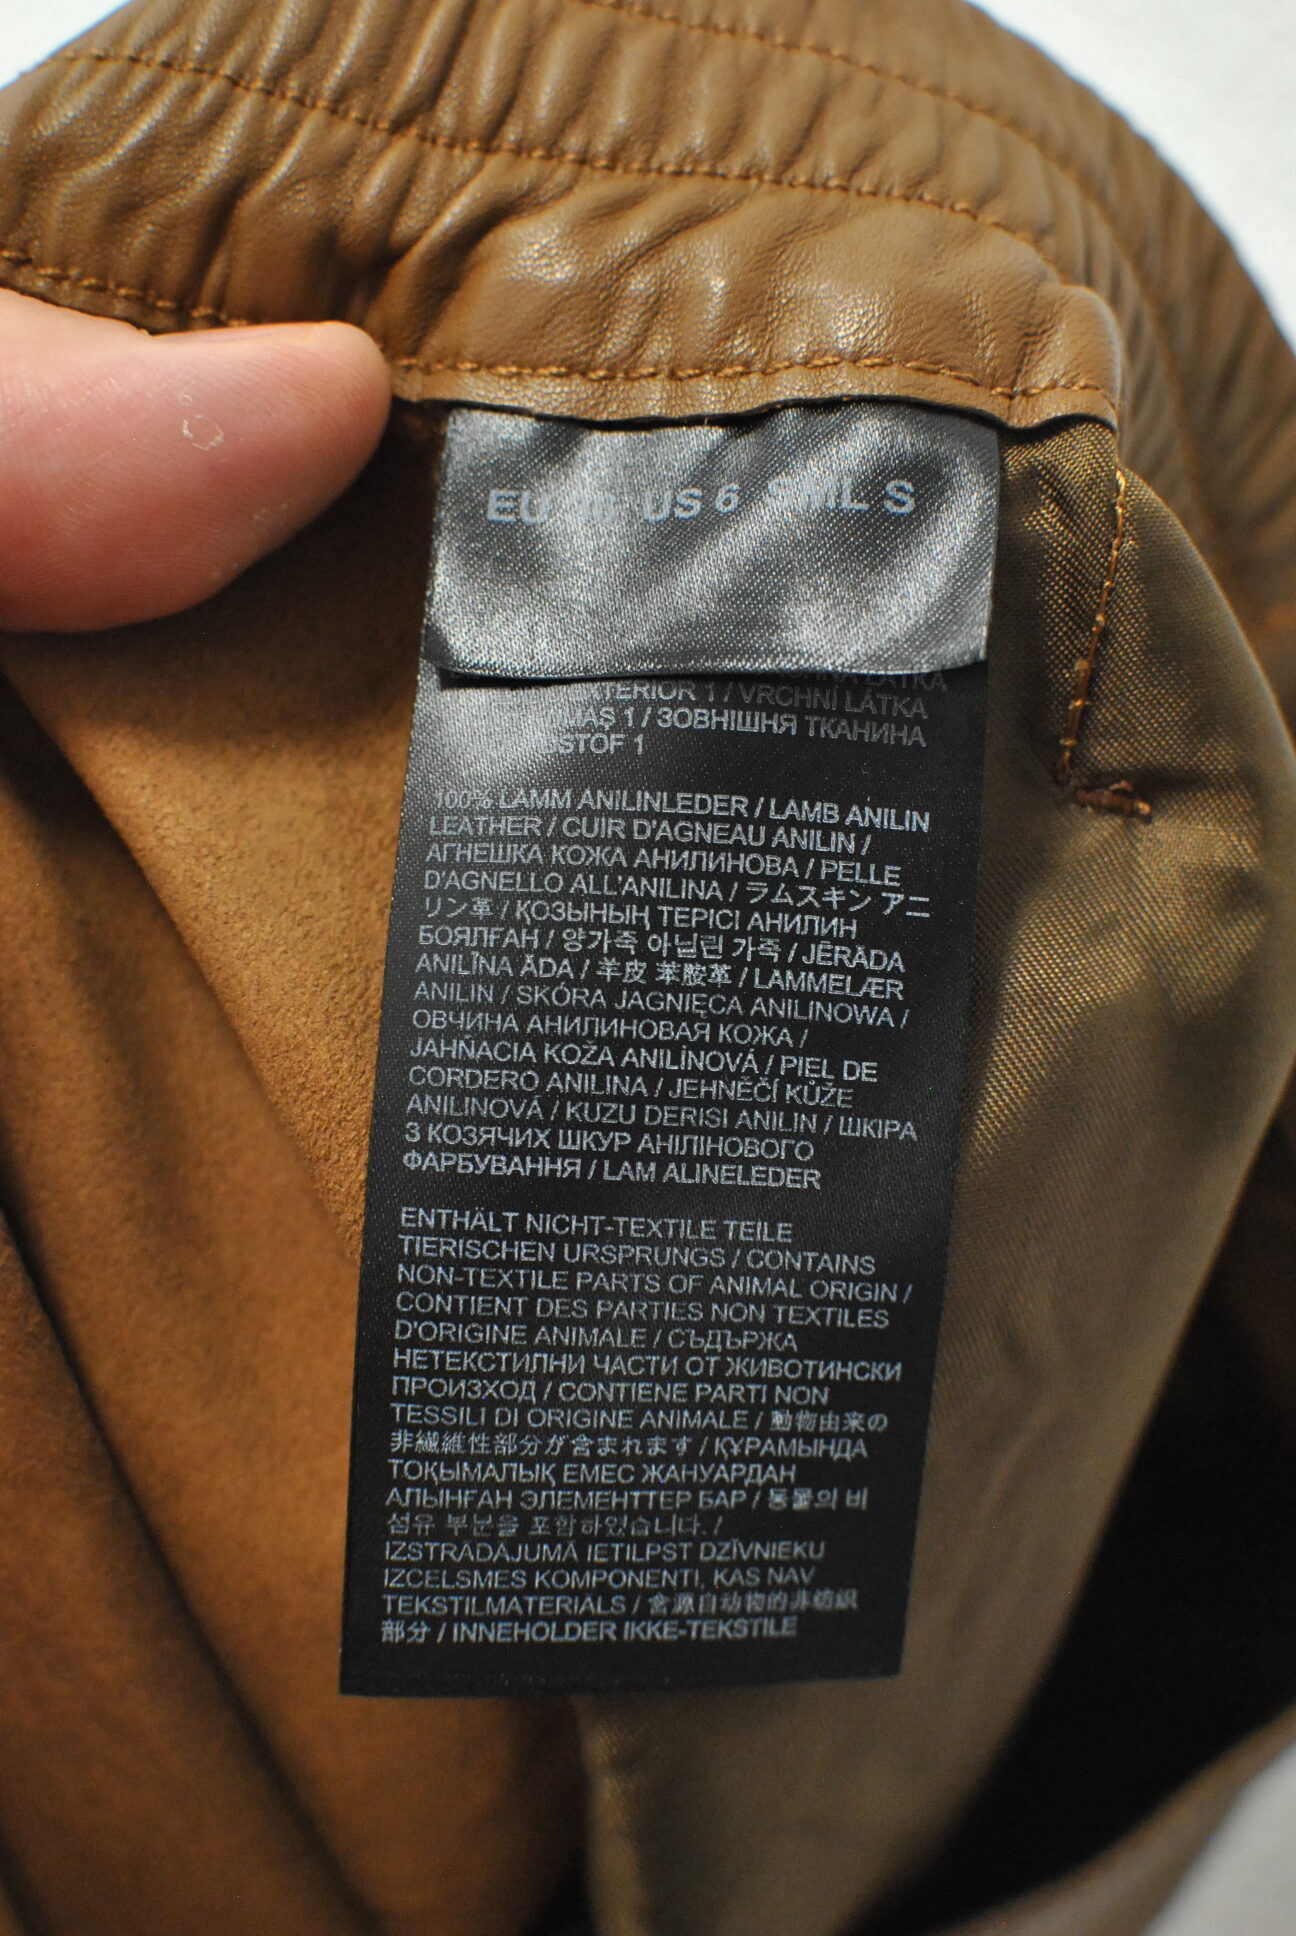 US 6 SML S
TERIOR 1 / VRCHNÍ LÁTKA
1 / ЗОВНІШНЯ ТКАНИНА
STOF 1
100% LAMM ANILINLEDER / LAMB ANILIN
LEATHER / CUIR D'AGNEAU ANILIN /
АГНЕШКА КОЖА АНИЛИНОВА / PELLE
D'AGNELLO ALL'ANILINA / ラムスキン アニ
リン革 / ҚОЗЫНЫҢ ТЕРІСІ АНИЛИН
БОЯЛҒАН / 양가죽 아닐린 가죽 / JĒRĀDA
ANILĪNA ĀDA / 羊皮 苯胺革 / LAMMELÆR
ANILIN / SKÓRA JAGNIĘCA ANILINOWA /
ОВЧИНА АНИЛИНОВАЯ КОЖА /
JAHŇACIA KOŽA ANILÍNOVÁ / PIEL DE
CORDERO ANILINA / JEHNĚČÍ KŮŽE
ANILINOVÁ / KUZU DERISI ANILIN / ШКІРА
З КОЗЯЧИХ ШКУР АНІЛІНОВОГО
ФАРБУВАННЯ / LAM ALINELEDER
ENTHÄLT NICHT-TEXTILE TEILE
TIERISCHEN URSPRUNGS / CONTAINS
NON-TEXTILE PARTS OF ANIMAL ORIGIN /
CONTIENT DES PARTIES NON TEXTILES
D'ORIGINE ANIMALE / СЪДЪРЖА
НЕТЕКСТИЛНИ ЧАСТИ ОТ ЖИВОТИНСКИ
ПРОИЗХОД / CONTIENE PARTI NON
TESSILI DI ORIGINE ANIMALE / 動物由来の
非繊維性部分が含まれます / ҚҰРАМЫНДА
ТОҚЫМАЛЫҚ ЕМЕС ЖАНУАРДАН
АЛЫНҒАН ЭЛЕМЕНТТЕР БАР / 동물의 비
섬유 부분을 포함하있습니다. /
IZSTRĀDĀJUMĀ IETILPST DZĪVNIEKU
IZCELSMES KOMPONENTI, KAS NAV
TEKSTILMATERIĀLS / 含源自动物的非纺织
部分 / INNEHOLDER IKKE-TEKSTILE